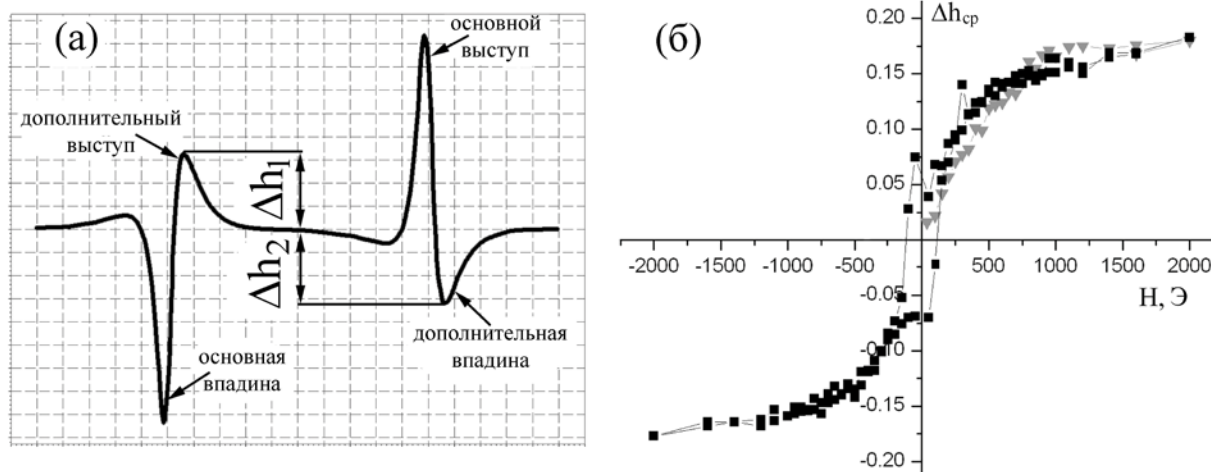 (а)
основной
выступ
дополнительный
выступ
Δh₁
Δh₂
основная
впадина
дополнительная
впадина
(б)
Δhср
0.20
0.15
0.10
0.05
-2000 -1500 -1000 -500 500 1000 1500 2000
H, Э
-0.05
-0.10
-0.15
-0.20